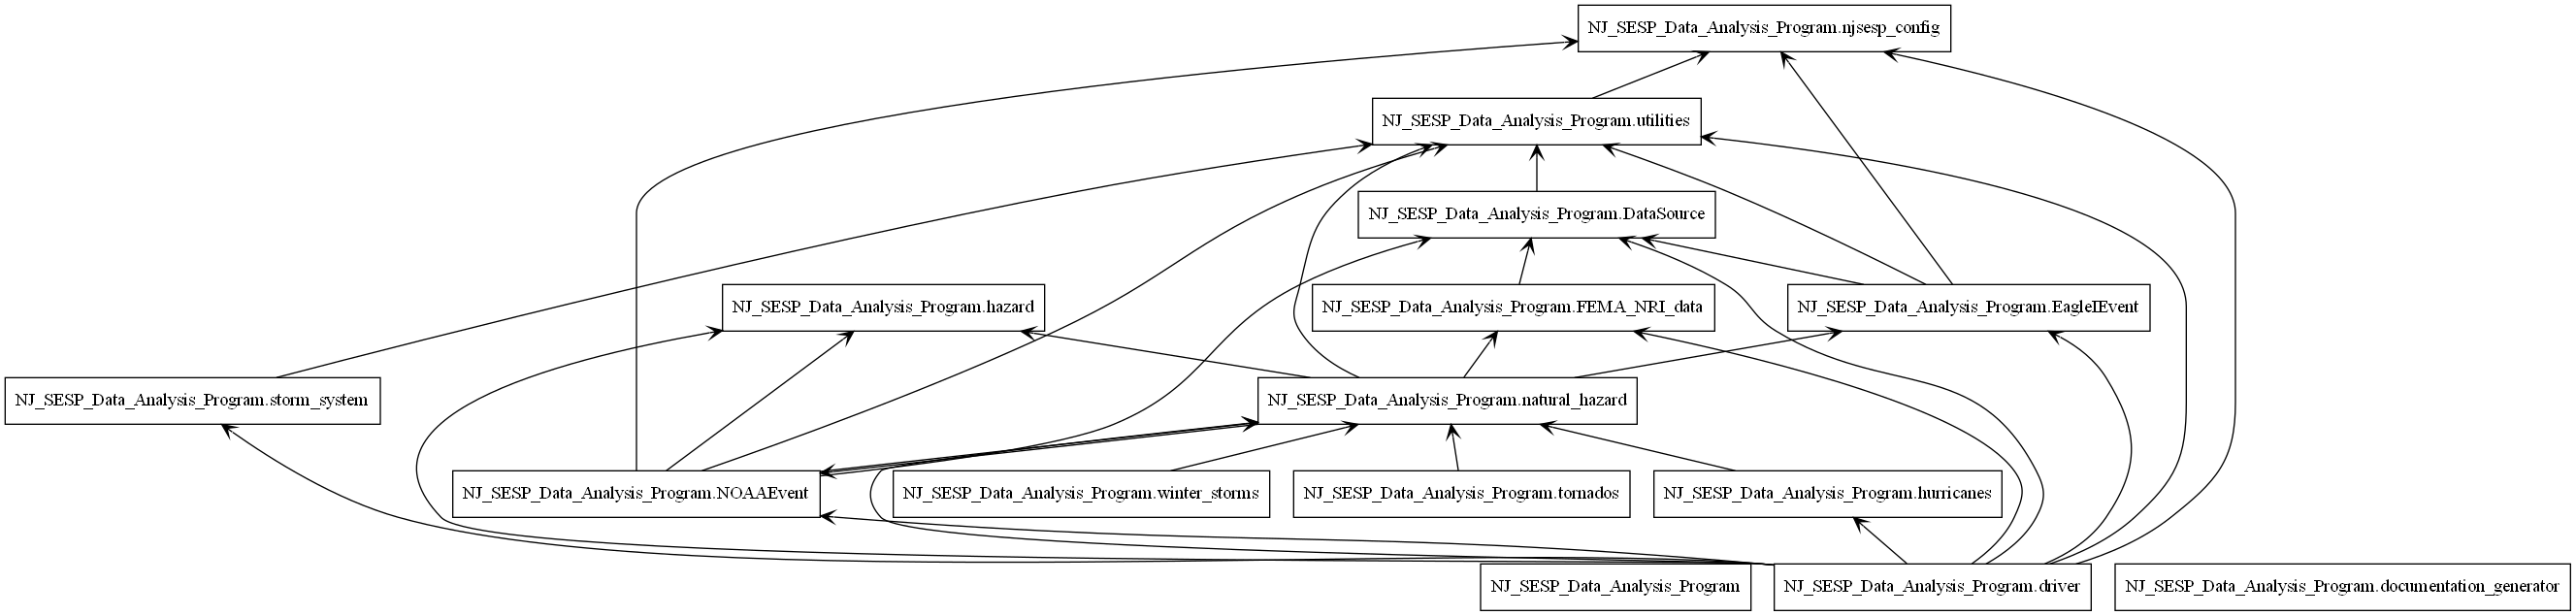 NJ_SESP_Data_Analysis_Program.njsesp_config
NJ_SESP_Data_Analysis_Program.utilities
NJ_SESP_Data_Analysis_Program.DataSource
NJ_SESP_Data_Analysis_Program.hazard
NJ_SESP_Data_Analysis_Program.FEMA_NRI_data
NJ_SESP_Data_Analysis_Program.EagleIEvent
NJ_SESP_Data_Analysis_Program.storm_system
NJ_SESP_Data_Analysis_Program.natural_hazard
NJ_SESP_Data_Analysis_Program.NOAAEvent
NJ_SESP_Data_Analysis_Program.winter_storms
NJ_SESP_Data_Analysis_Program.tornados
NJ_SESP_Data_Analysis_Program.hurricanes
NJ_SESP_Data_Analysis_Program
NJ_SESP_Data_Analysis_Program.driver
NJ_SESP_Data_Analysis_Program.documentation_generator